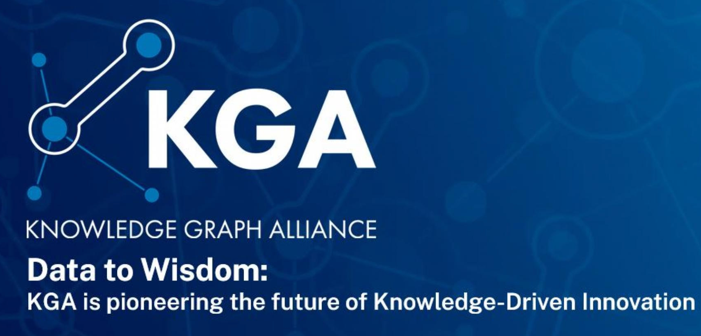 KGA
KNOWLEDGE GRAPH ALLIANCE
Data to Wisdom:
KGA is pioneering the future of Knowledge-Driven Innovation